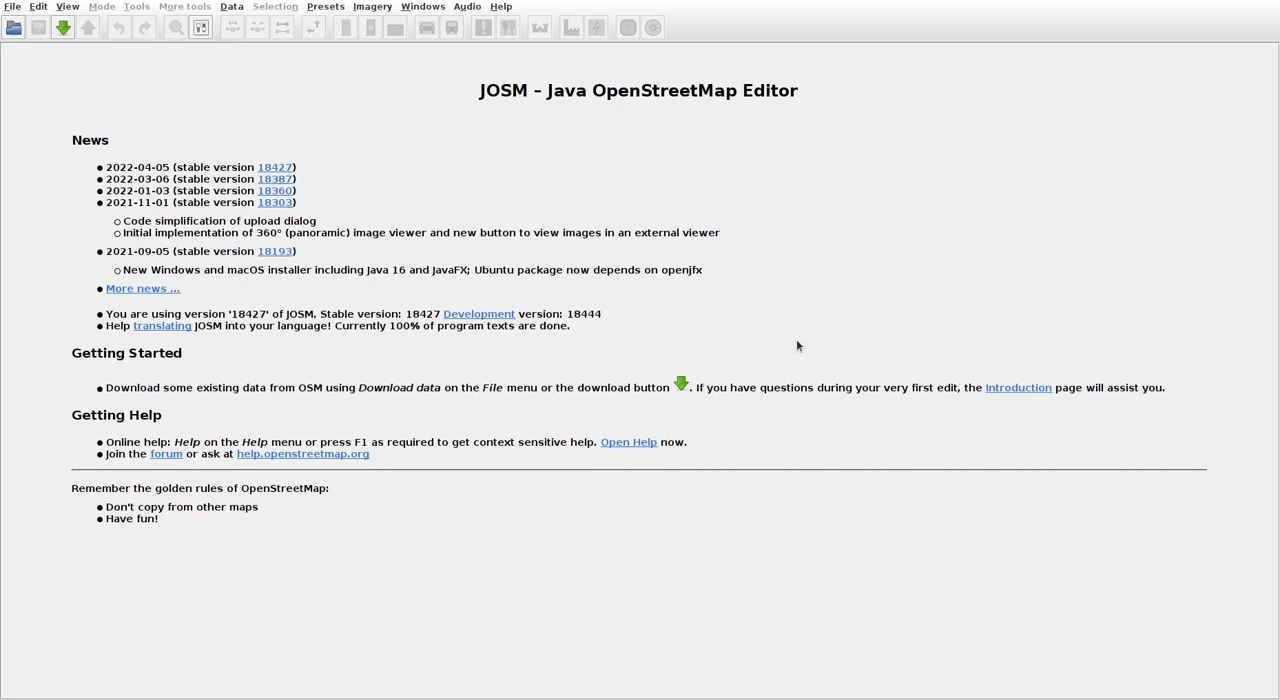 File Edit View Mode Tools More tools Data Selection Presets Imagery Windows Audio Help
JOSM – Java OpenStreetMap Editor
News
2022-04-05 (stable version 18427)
2022-03-06 (stable version 18387)
2022-01-03 (stable version 18360)
2021-11-01 (stable version 18303)
Code simplification of upload dialog
Initial implementation of 360° (panoramic) image viewer and new button to view images in an external viewer
2021-09-05 (stable version 18193)
New Windows and macOS installer including Java 16 and JavaFX; Ubuntu package now depends on openjfx
More news ...
You are using version '18427' of JOSM. Stable version: 18427 Development version: 18444
Help translating JOSM into your language! Currently 100% of program texts are done.
Getting Started
Download some existing data from OSM using Download data on the File menu or the download button . If you have questions during your very first edit, the Introduction page will assist you.
Getting Help
Online help: Help on the Help menu or press F1 as required to get context sensitive help. Open Help now.
Join the forum or ask at help.openstreetmap.org
Remember the golden rules of OpenStreetMap:
Don't copy from other maps
Have fun!